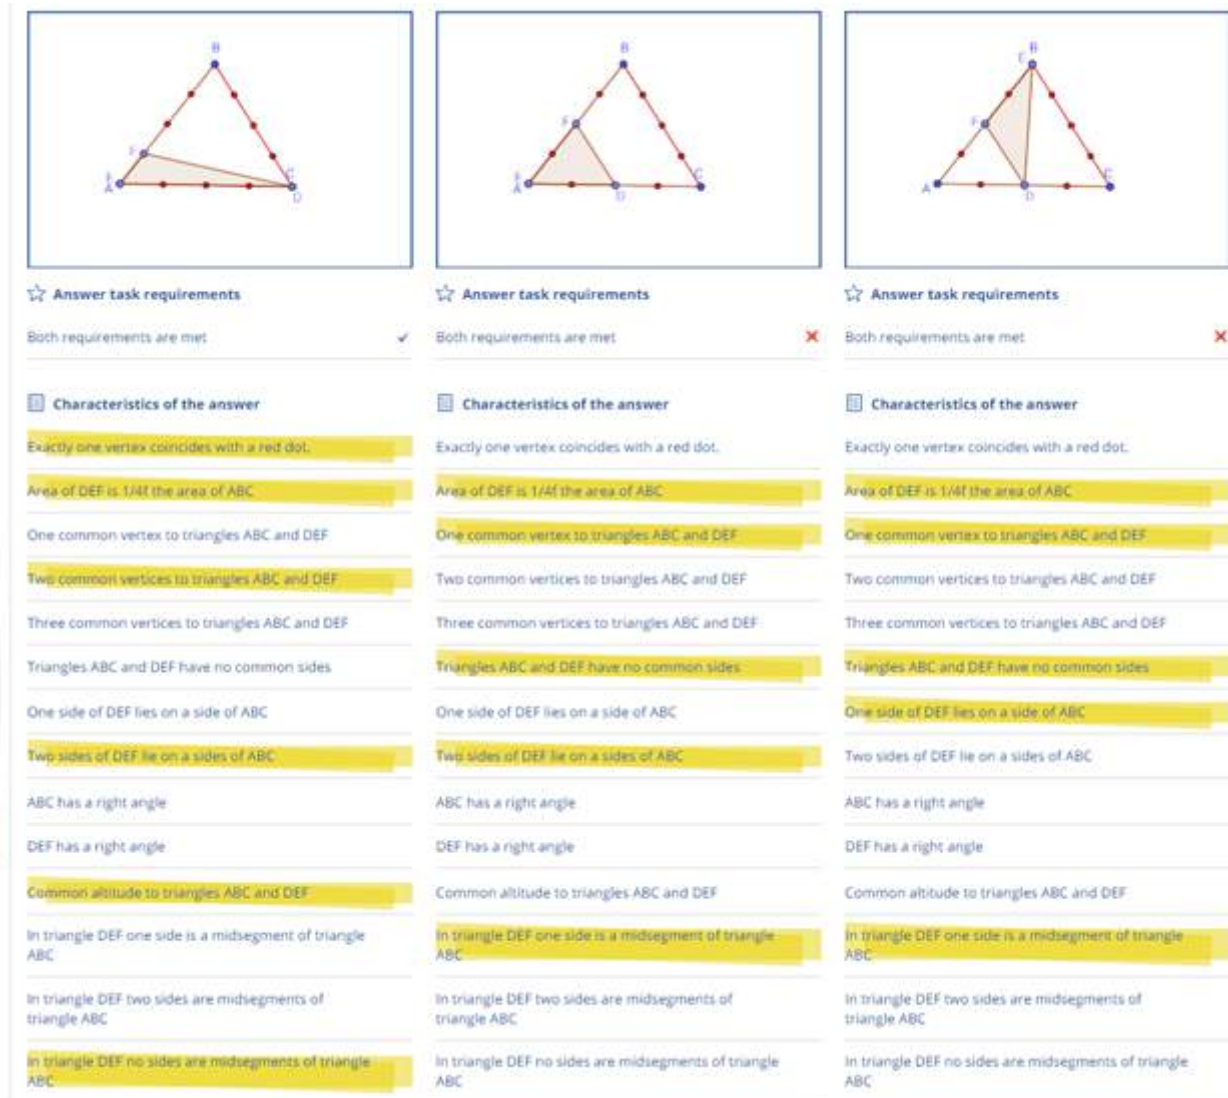 B
F
E
A
C
D
Answer task requirements
Both requirements are met
Characteristics of the answer
Exactly one vertex coincides with a red dot.
Area of DEF is 1/4f the area of ABC
One common vertex to triangles ABC and DEF
Two common vertices to triangles ABC and DEF
Three common vertices to triangles ABC and DEF
Triangles ABC and DEF have no common sides
One side of DEF lies on a side of ABC
Two sides of DEF lie on a sides of ABC
ABC has a right angle
DEF has a right angle
Common altitude to triangles ABC and DEF
In triangle DEF one side is a midsegment of triangle
ABC
In triangle DEF two sides are midsegments of
triangle ABC
In triangle DEF no sides are midsegments of triangle
ABC
B
F
E
A
D
C
Answer task requirements
Both requirements are met
Characteristics of the answer
Exactly one vertex coincides with a red dot.
Area of DEF is 1/4f the area of ABC
One common vertex to triangles ABC and DEF
Two common vertices to triangles ABC and DEF
Three common vertices to triangles ABC and DEF
Triangles ABC and DEF have no common sides
One side of DEF lies on a side of ABC
Two sides of DEF lie on a sides of ABC
ABC has a right angle
DEF has a right angle
Common altitude to triangles ABC and DEF
In triangle DEF one side is a midsegment of triangle
ABC
In triangle DEF two sides are midsegments of
triangle ABC
In triangle DEF no sides are midsegments of triangle
ABC
E B
F
A
D
C
Answer task requirements
Both requirements are met
Characteristics of the answer
Exactly one vertex coincides with a red dot.
Area of DEF is 1/4f the area of ABC
One common vertex to triangles ABC and DEF
Two common vertices to triangles ABC and DEF
Three common vertices to triangles ABC and DEF
Triangles ABC and DEF have no common sides
One side of DEF lies on a side of ABC
Two sides of DEF lie on a sides of ABC
ABC has a right angle
DEF has a right angle
Common altitude to triangles ABC and DEF
In triangle DEF one side is a midsegment of triangle
ABC
In triangle DEF two sides are midsegments of
triangle ABC
In triangle DEF no sides are midsegments of triangle
ABC